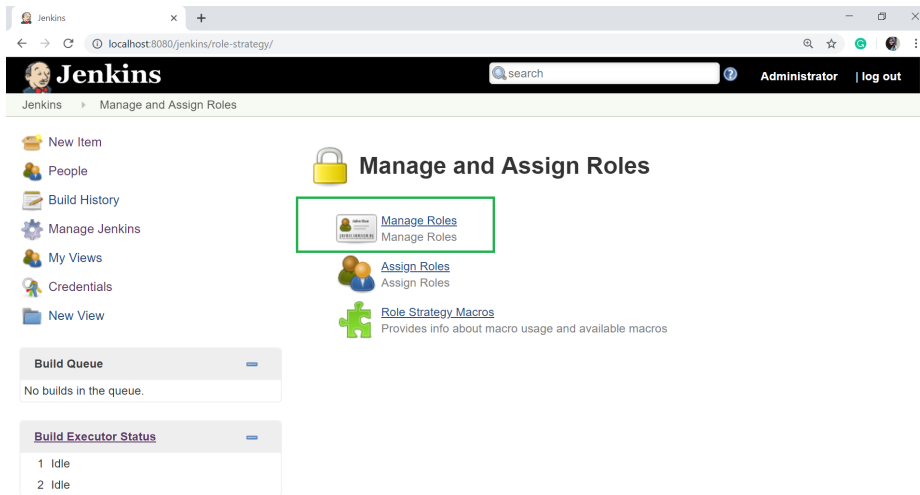 Jenkins
localhost:8080/jenkins/role-strategy/
Jenkins
search
Administrator
| log out
Jenkins
Manage and Assign Roles
New Item
People
Build History
Manage Jenkins
My Views
Credentials
New View
Manage and Assign Roles
Manage Roles
Manage Roles
Assign Roles
Assign Roles
Role Strategy Macros
Provides info about macro usage and available macros
Build Queue
No builds in the queue.
Build Executor Status
1 Idle
2 Idle